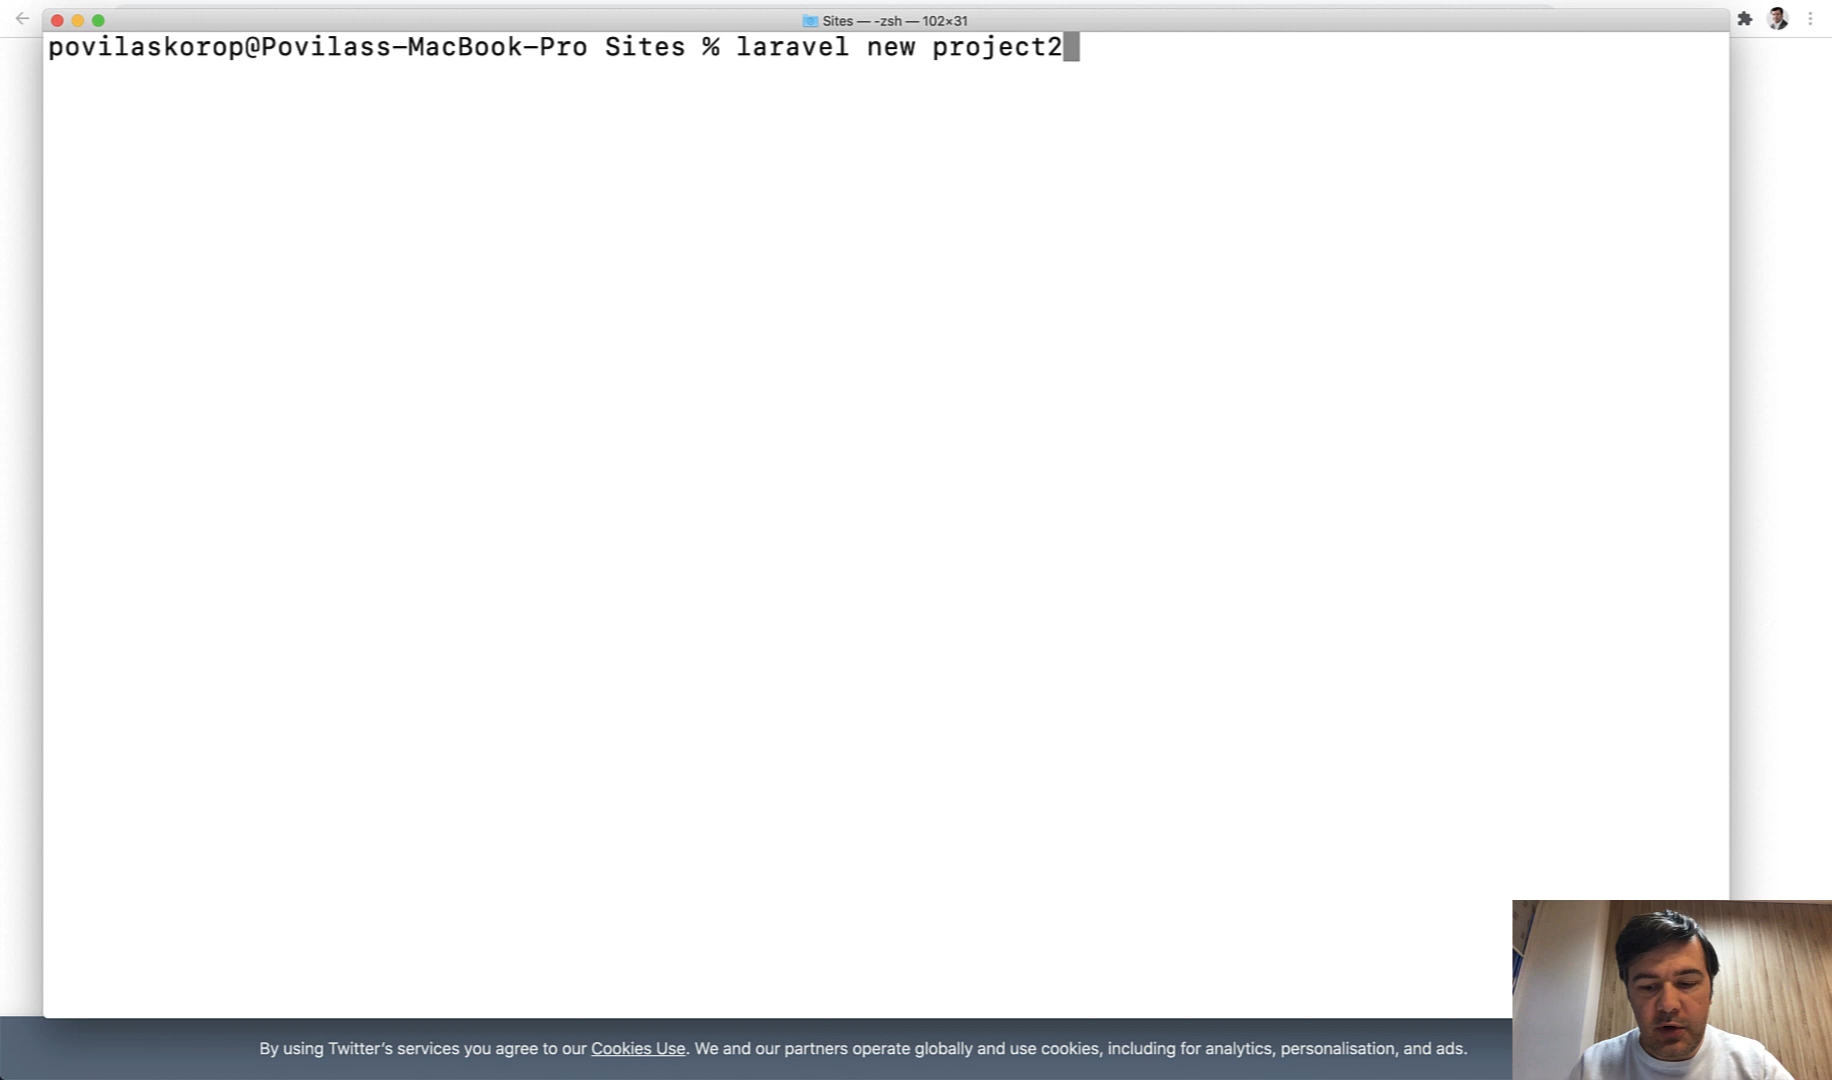 Sites — -zsh — 102×31
povilaskorop@Povilass-MacBook-Pro Sites % laravel new project2
By using Twitter’s services you agree to our Cookies Use. We and our partners operate globally and use cookies, including for analytics, personalisation, and ads.